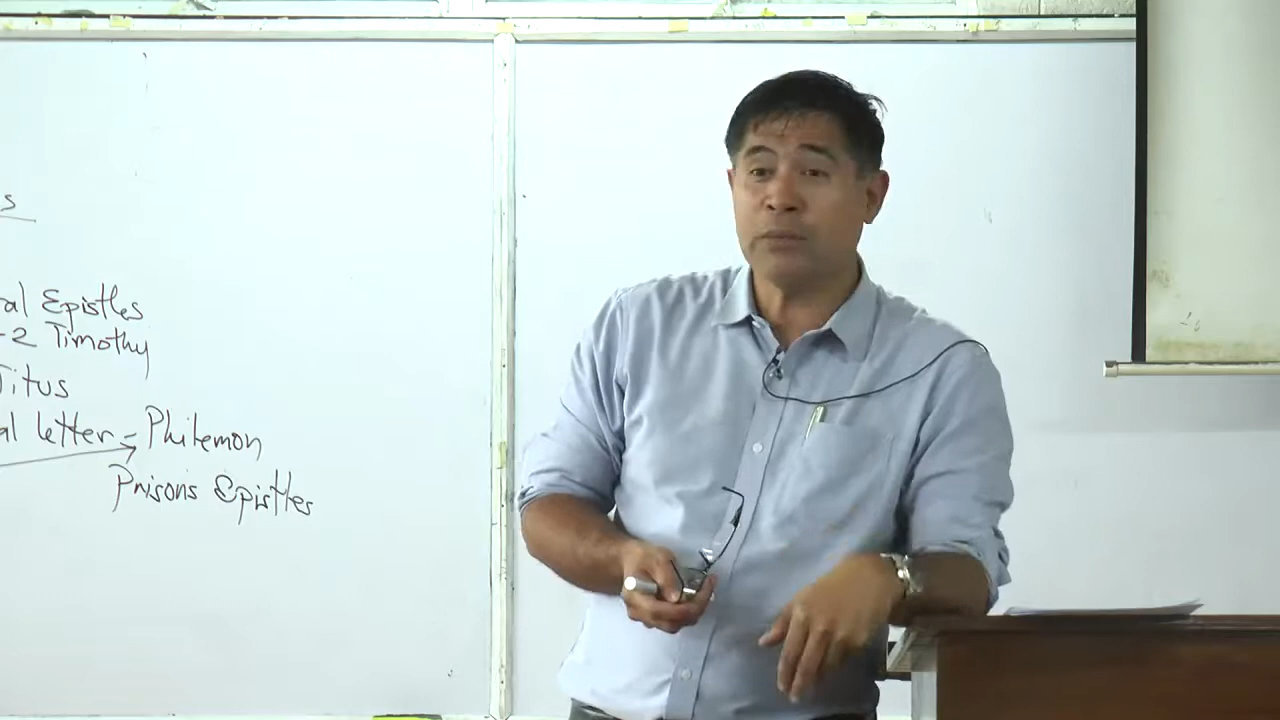 s
al Epistles
-2 Timothy
Titus
al letter - Philemon
Prisons Epistles